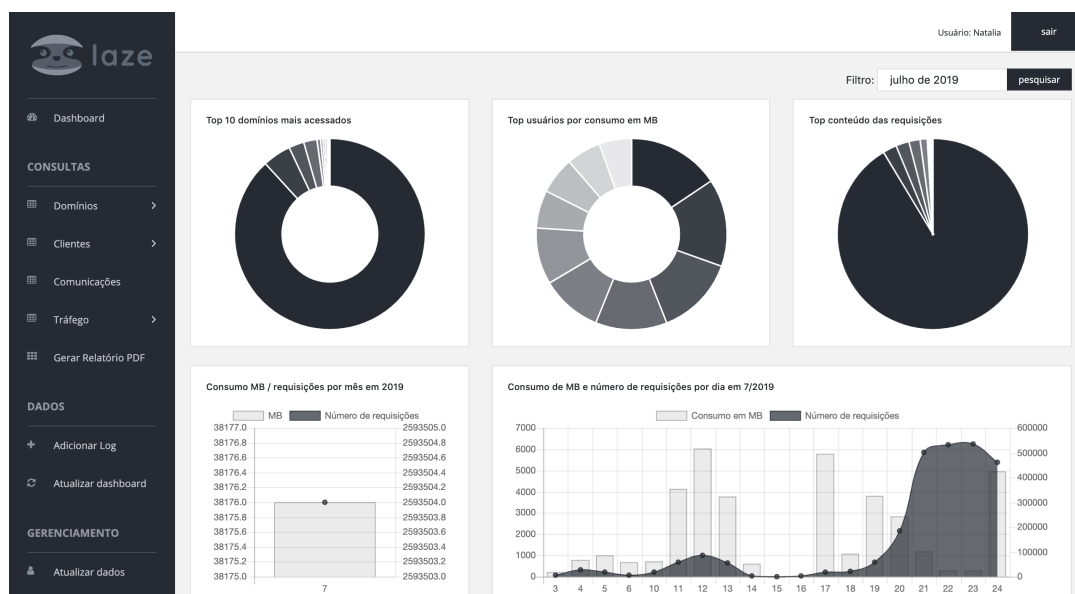 laze
Usuário: Natalia
sair
Filtro:
julho de 2019
pesquisar
Dashboard
CONSULTAS
Domínios
Clientes
Comunicações
Tráfego
Gerar Relatório PDF
DADOS
Adicionar Log
Atualizar dashboard
GERENCIAMENTO
Atualizar dados
Top 10 domínios mais acessados
Top usuários por consumo em MB
Top conteúdo das requisições
Consumo MB / requisições por mês em 2019
MB Número de requisições
38177.0 2593505.0
38176.8 2593504.8
38176.6 2593504.6
38176.4 2593504.4
38176.2 2593504.2
38176.0 2593504.0
38175.8 2593503.8
38175.6 2593503.6
38175.4 2593503.4
38175.2 2593503.2
38175.0 2593503.0
7
Consumo de MB e número de requisições por dia em 7/2019
Consumo em MB Número de requisições
7000 600000
6000 500000
5000 400000
4000 300000
3000 200000
2000 100000
1000 0
0
3 4 5 6 10 11 12 13 14 15 16 17 18 19 20 21 22 23 24